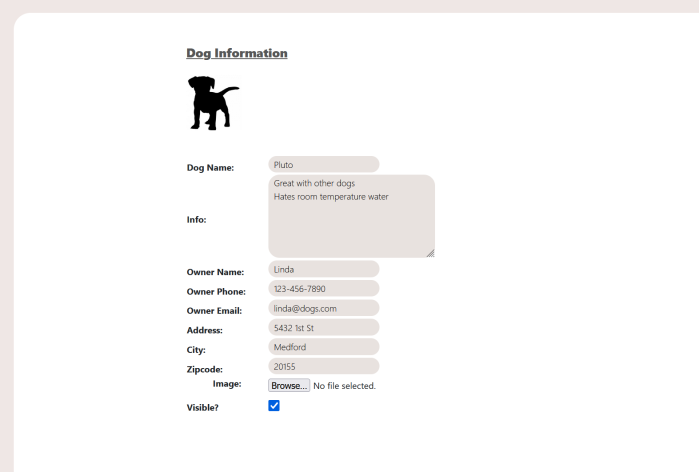 Dog Information
Dog Name: Pluto
Info: Great with other dogs
Hates room temperature water
Owner Name: Linda
Owner Phone: 123-456-7890
Owner Email: linda@dogs.com
Address: 5432 1st St
City: Medford
Zipcode: 20155
Image: Browse... No file selected.
Visible?